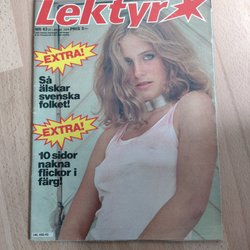 Lektyr
EXTRA!
Så
älskar
svenska
folket!
EXTRA!
10 sidor
nakna
flickor i
färg!